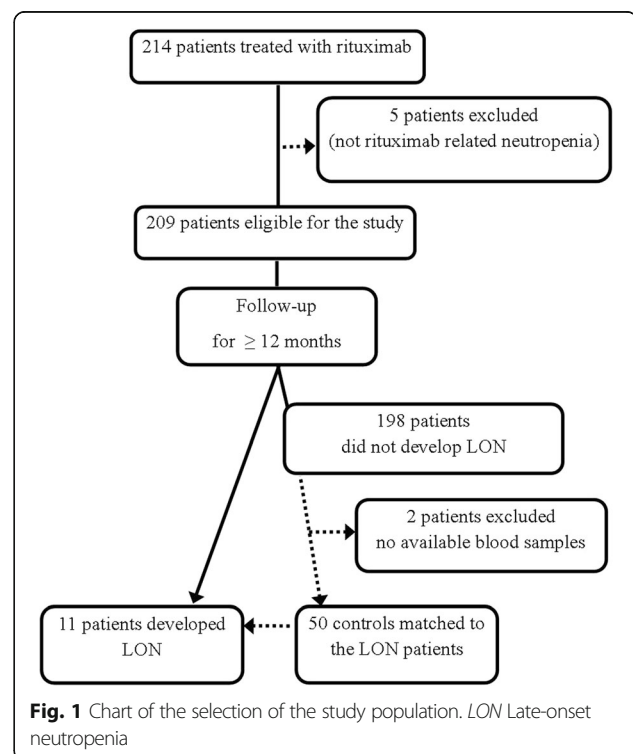 214 patients treated with rituximab
5 patients excluded
(not rituximab related neutropenia)
209 patients eligible for the study
Follow-up
for ≥ 12 months
198 patients
did not develop LON
2 patients excluded
no available blood samples
11 patients developed
LON
50 controls matched to
the LON patients
Fig. 1 Chart of the selection of the study population. LON Late-onset
neutropenia